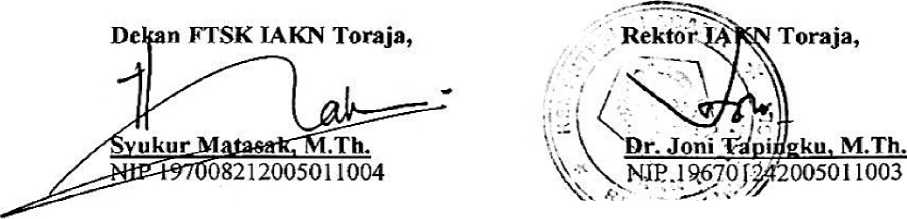 Dekan FTSK IAKN Toraja,
Syukur Matasak, M.Th.
NIP 197008212005011004
Rektor IAKN Toraja,
Dr. Joni Tapingku, M.Th.
NIP. 196701242005011003